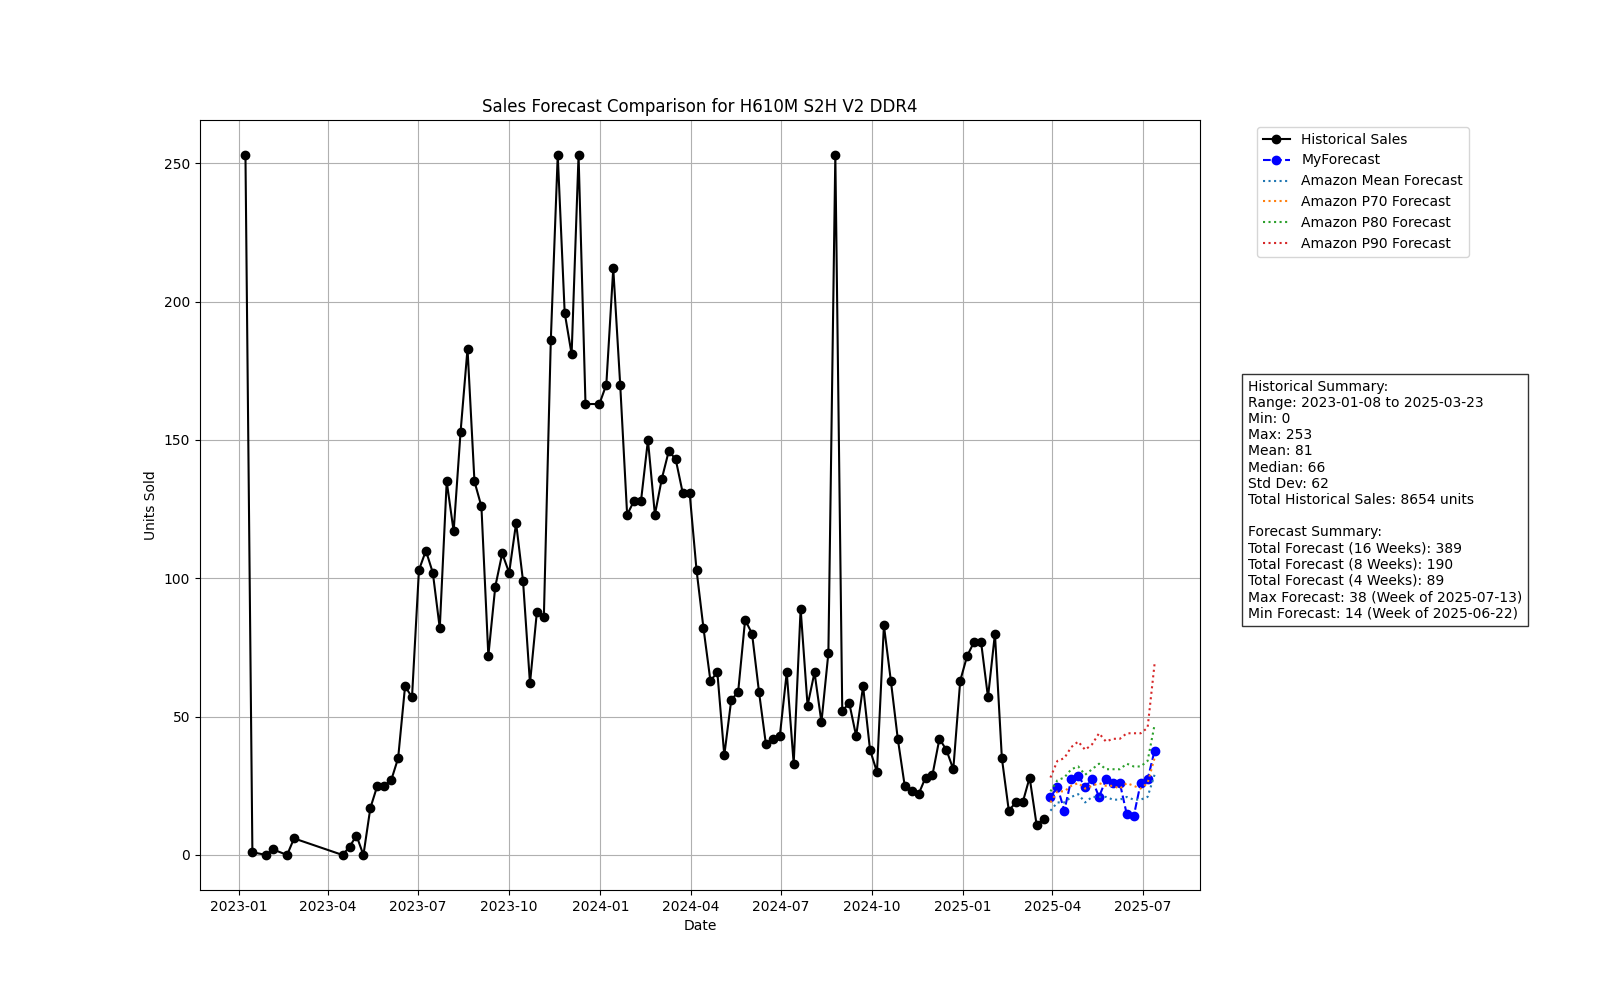 Sales Forecast Comparison for H610M S2H V2 DDR4
Units Sold
250
200
150
100
50
0
2023-01
2023-04
2023-07
2023-10
2024-01
2024-04
2024-07
2024-10
2025-01
2025-04
2025-07
Date
Historical Sales
MyForecast
Amazon Mean Forecast
Amazon P70 Forecast
Amazon P80 Forecast
Amazon P90 Forecast
Historical Summary:
Range: 2023-01-08 to 2025-03-23
Min: 0
Max: 253
Mean: 81
Median: 66
Std Dev: 62
Total Historical Sales: 8654 units
Forecast Summary:
Total Forecast (16 Weeks): 389
Total Forecast (8 Weeks): 190
Total Forecast (4 Weeks): 89
Max Forecast: 38 (Week of 2025-07-13)
Min Forecast: 14 (Week of 2025-06-22)